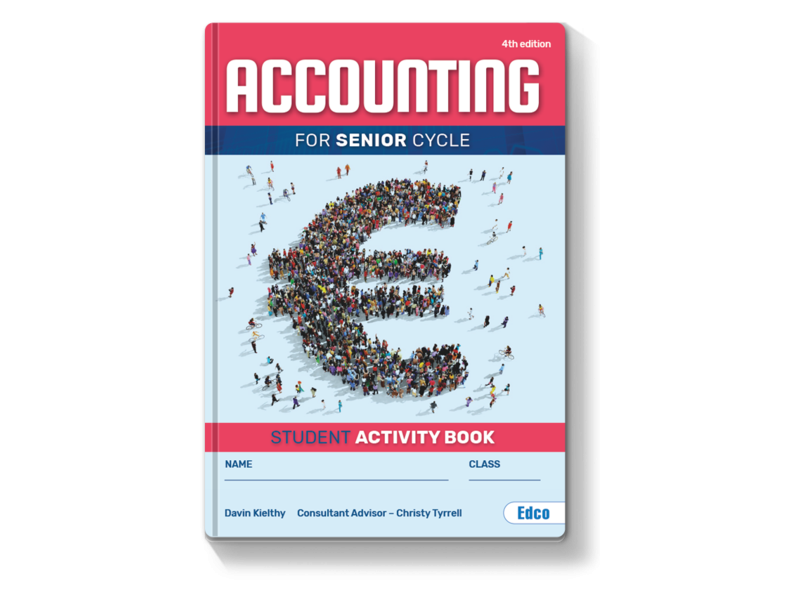 4th edition
ACCOUNTING
FOR SENIOR CYCLE
STUDENT ACTIVITY BOOK
NAME
CLASS
Davin Kielthy Consultant Advisor – Christy Tyrrell
Edco